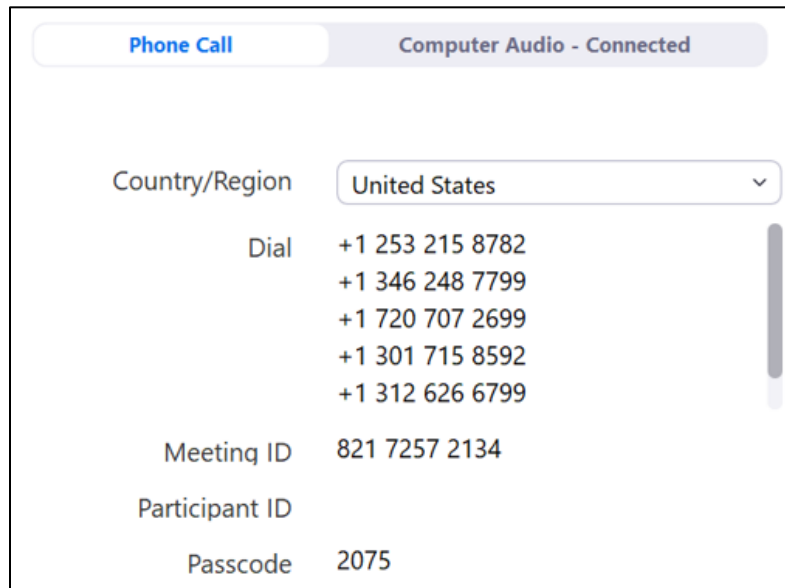 Phone Call Computer Audio - Connected
Country/Region United States
Dial +1 253 215 8782
+1 346 248 7799
+1 720 707 2699
+1 301 715 8592
+1 312 626 6799
Meeting ID 821 7257 2134
Participant ID
Passcode 2075